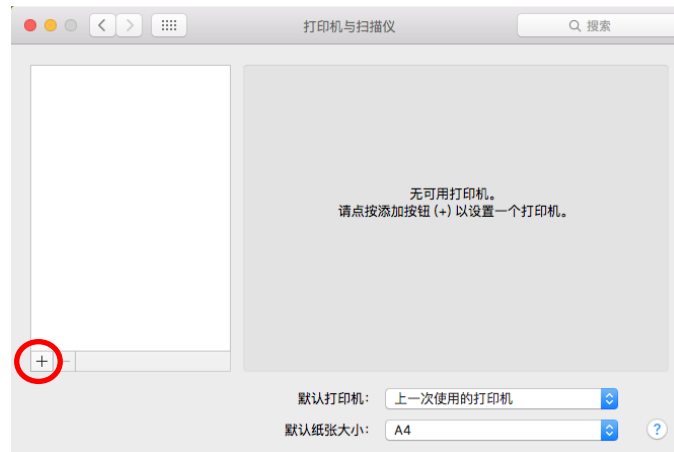 打印机与扫描仪
搜索
无可用打印机。
请点按添加按钮 (+) 以设置一个打印机。
+ −
默认打印机： 上一次使用的打印机
默认纸张大小： A4
?